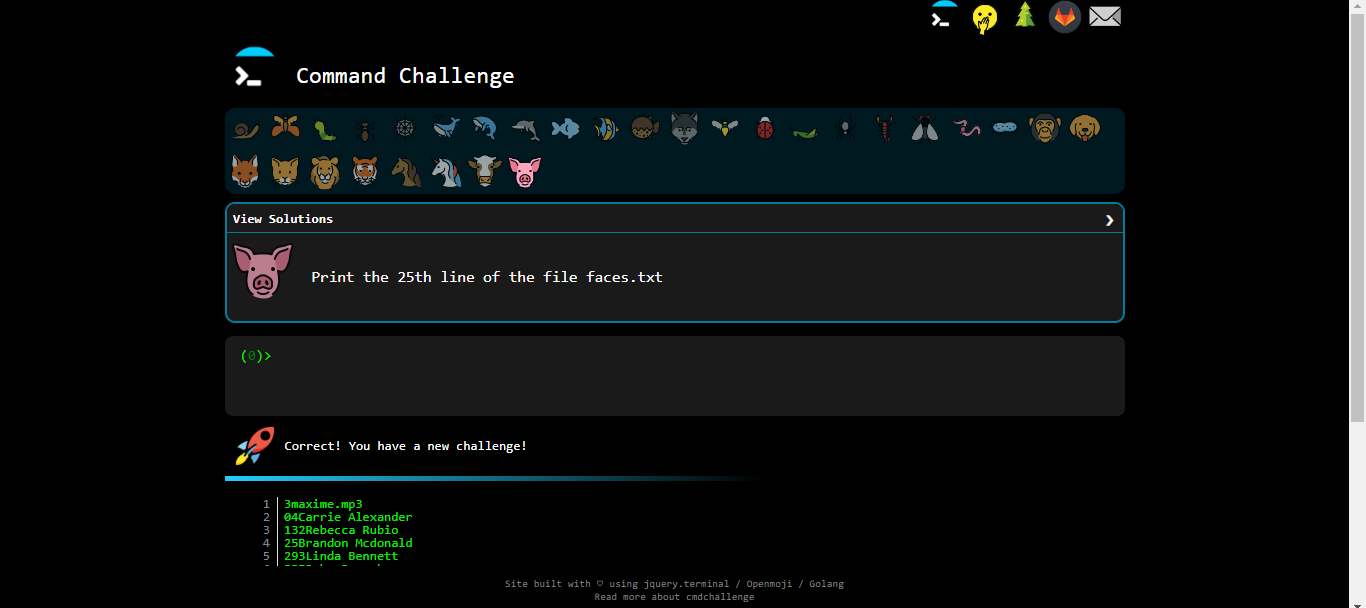 Command Challenge
View Solutions
Print the 25th line of the file faces.txt
(0)>
Correct! You have a new challenge!
1 3maxime.mp3
2 04Carrie Alexander
3 132Rebecca Rubio
4 25Brandon Mcdonald
5 293Linda Bennett
Site built with ♡ using jquery.terminal / Openmoji / Golang
Read more about cmdchallenge